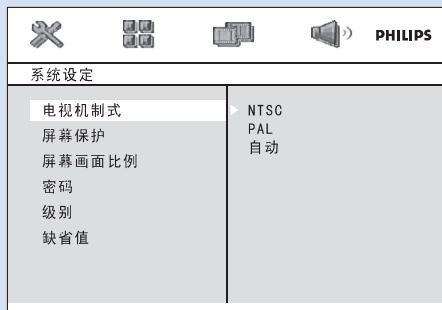 PHILIPS
系统设定
电视机制式
屏幕保护
屏幕画面比例
密码
级别
缺省值
NTSC
PAL
自动